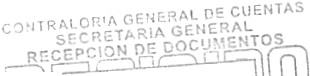 CONTRALORIA GENERAL DE CUENTAS
SECRETARIA GENERAL
RECEPCION DE DOCUMENTOS